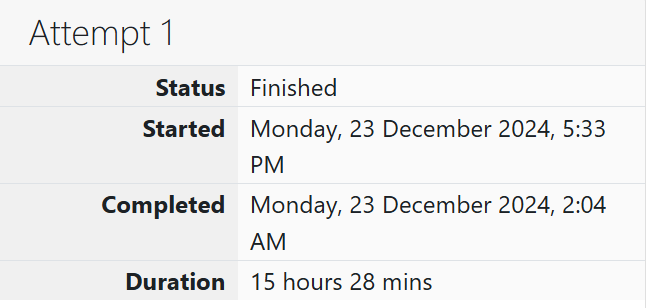 Attempt 1
Status Finished
Started Monday, 23 December 2024, 5:33
PM
Completed Monday, 23 December 2024, 2:04
AM
Duration 15 hours 28 mins